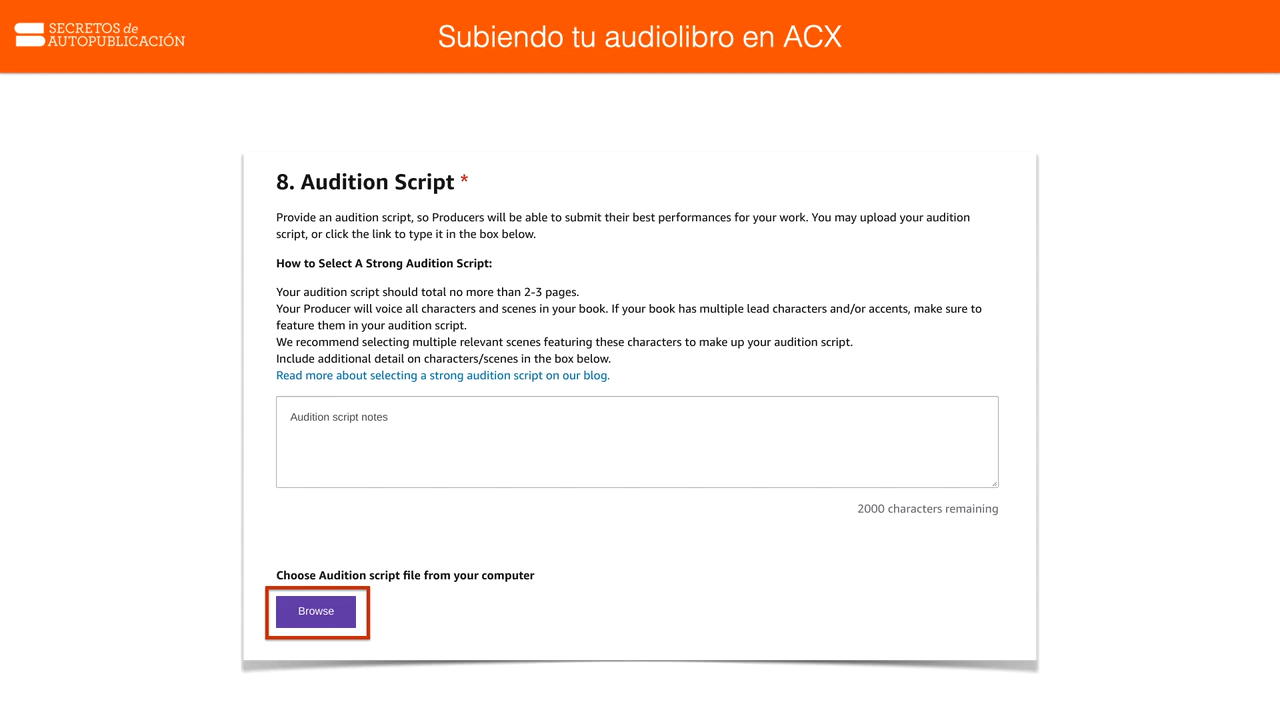 SECRETOS de
AUTOPUBLICACIÓN
Subiendo tu audiolibro en ACX
8. Audition Script *
Provide an audition script, so Producers will be able to submit their best performances for your work. You may upload your audition
script, or click the link to type it in the box below.
How to Select A Strong Audition Script:
Your audition script should total no more than 2-3 pages.
Your Producer will voice all characters and scenes in your book. If your book has multiple lead characters and/or accents, make sure to
feature them in your audition script.
We recommend selecting multiple relevant scenes featuring these characters to make up your audition script.
Include additional detail on characters/scenes in the box below.
Read more about selecting a strong audition script on our blog.
Audition script notes
2000 characters remaining
Choose Audition script file from your computer
Browse